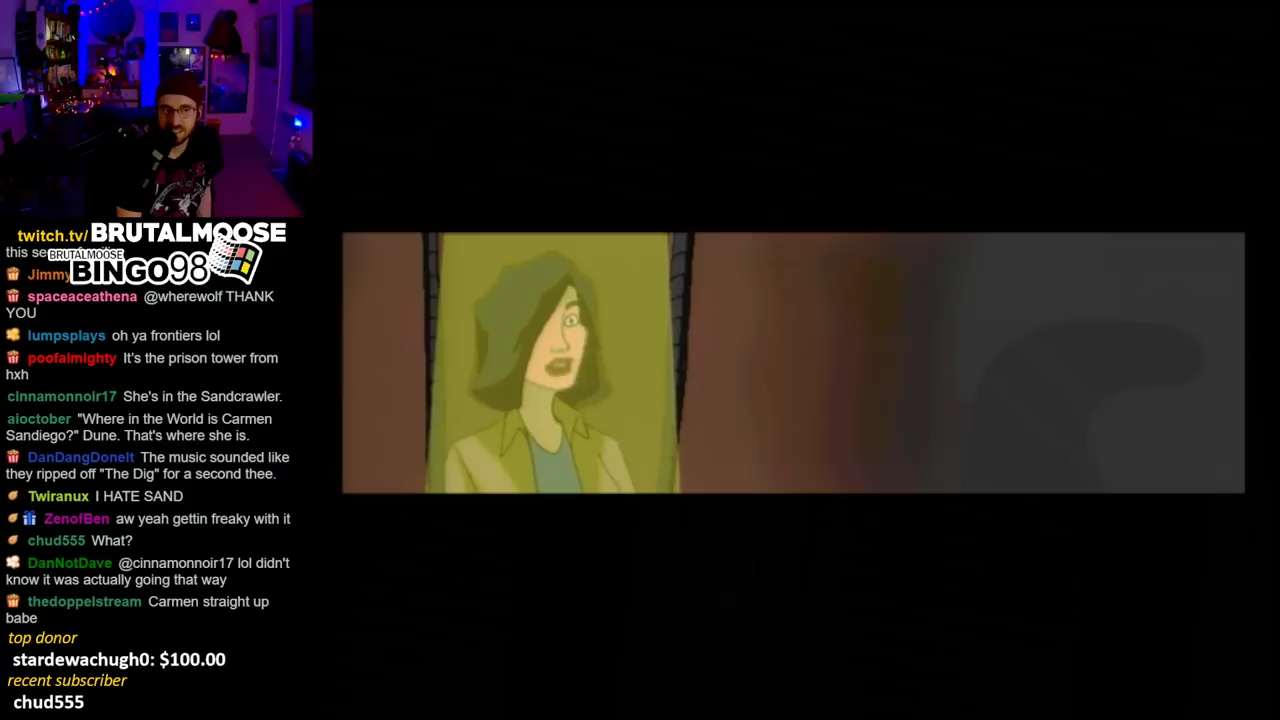 twitch.tv/BRUTALMOOSE
BRUTALMOOSE
BINGO98
this se
Jimmy
spaceaceathena @wherewolf THANK
YOU
lumpsplays oh ya frontiers lol
poofalmighty It's the prison tower from
hxh
cinnamonnoir17 She's in the Sandcrawler.
aioctober "Where in the World is Carmen
Sandiego?" Dune. That's where she is.
DanDangDoneIt The music sounded like
they ripped off "The Dig" for a second thee.
Twiranux I HATE SAND
ZenofBen aw yeah gettin freaky with it
chud555 What?
DanNotDave @cinnamonnoir17 lol didn't
know it was actually going that way
thedoppelstream Carmen straight up
babe
top donor
stardewachugh0: $100.00
recent subscriber
chud555